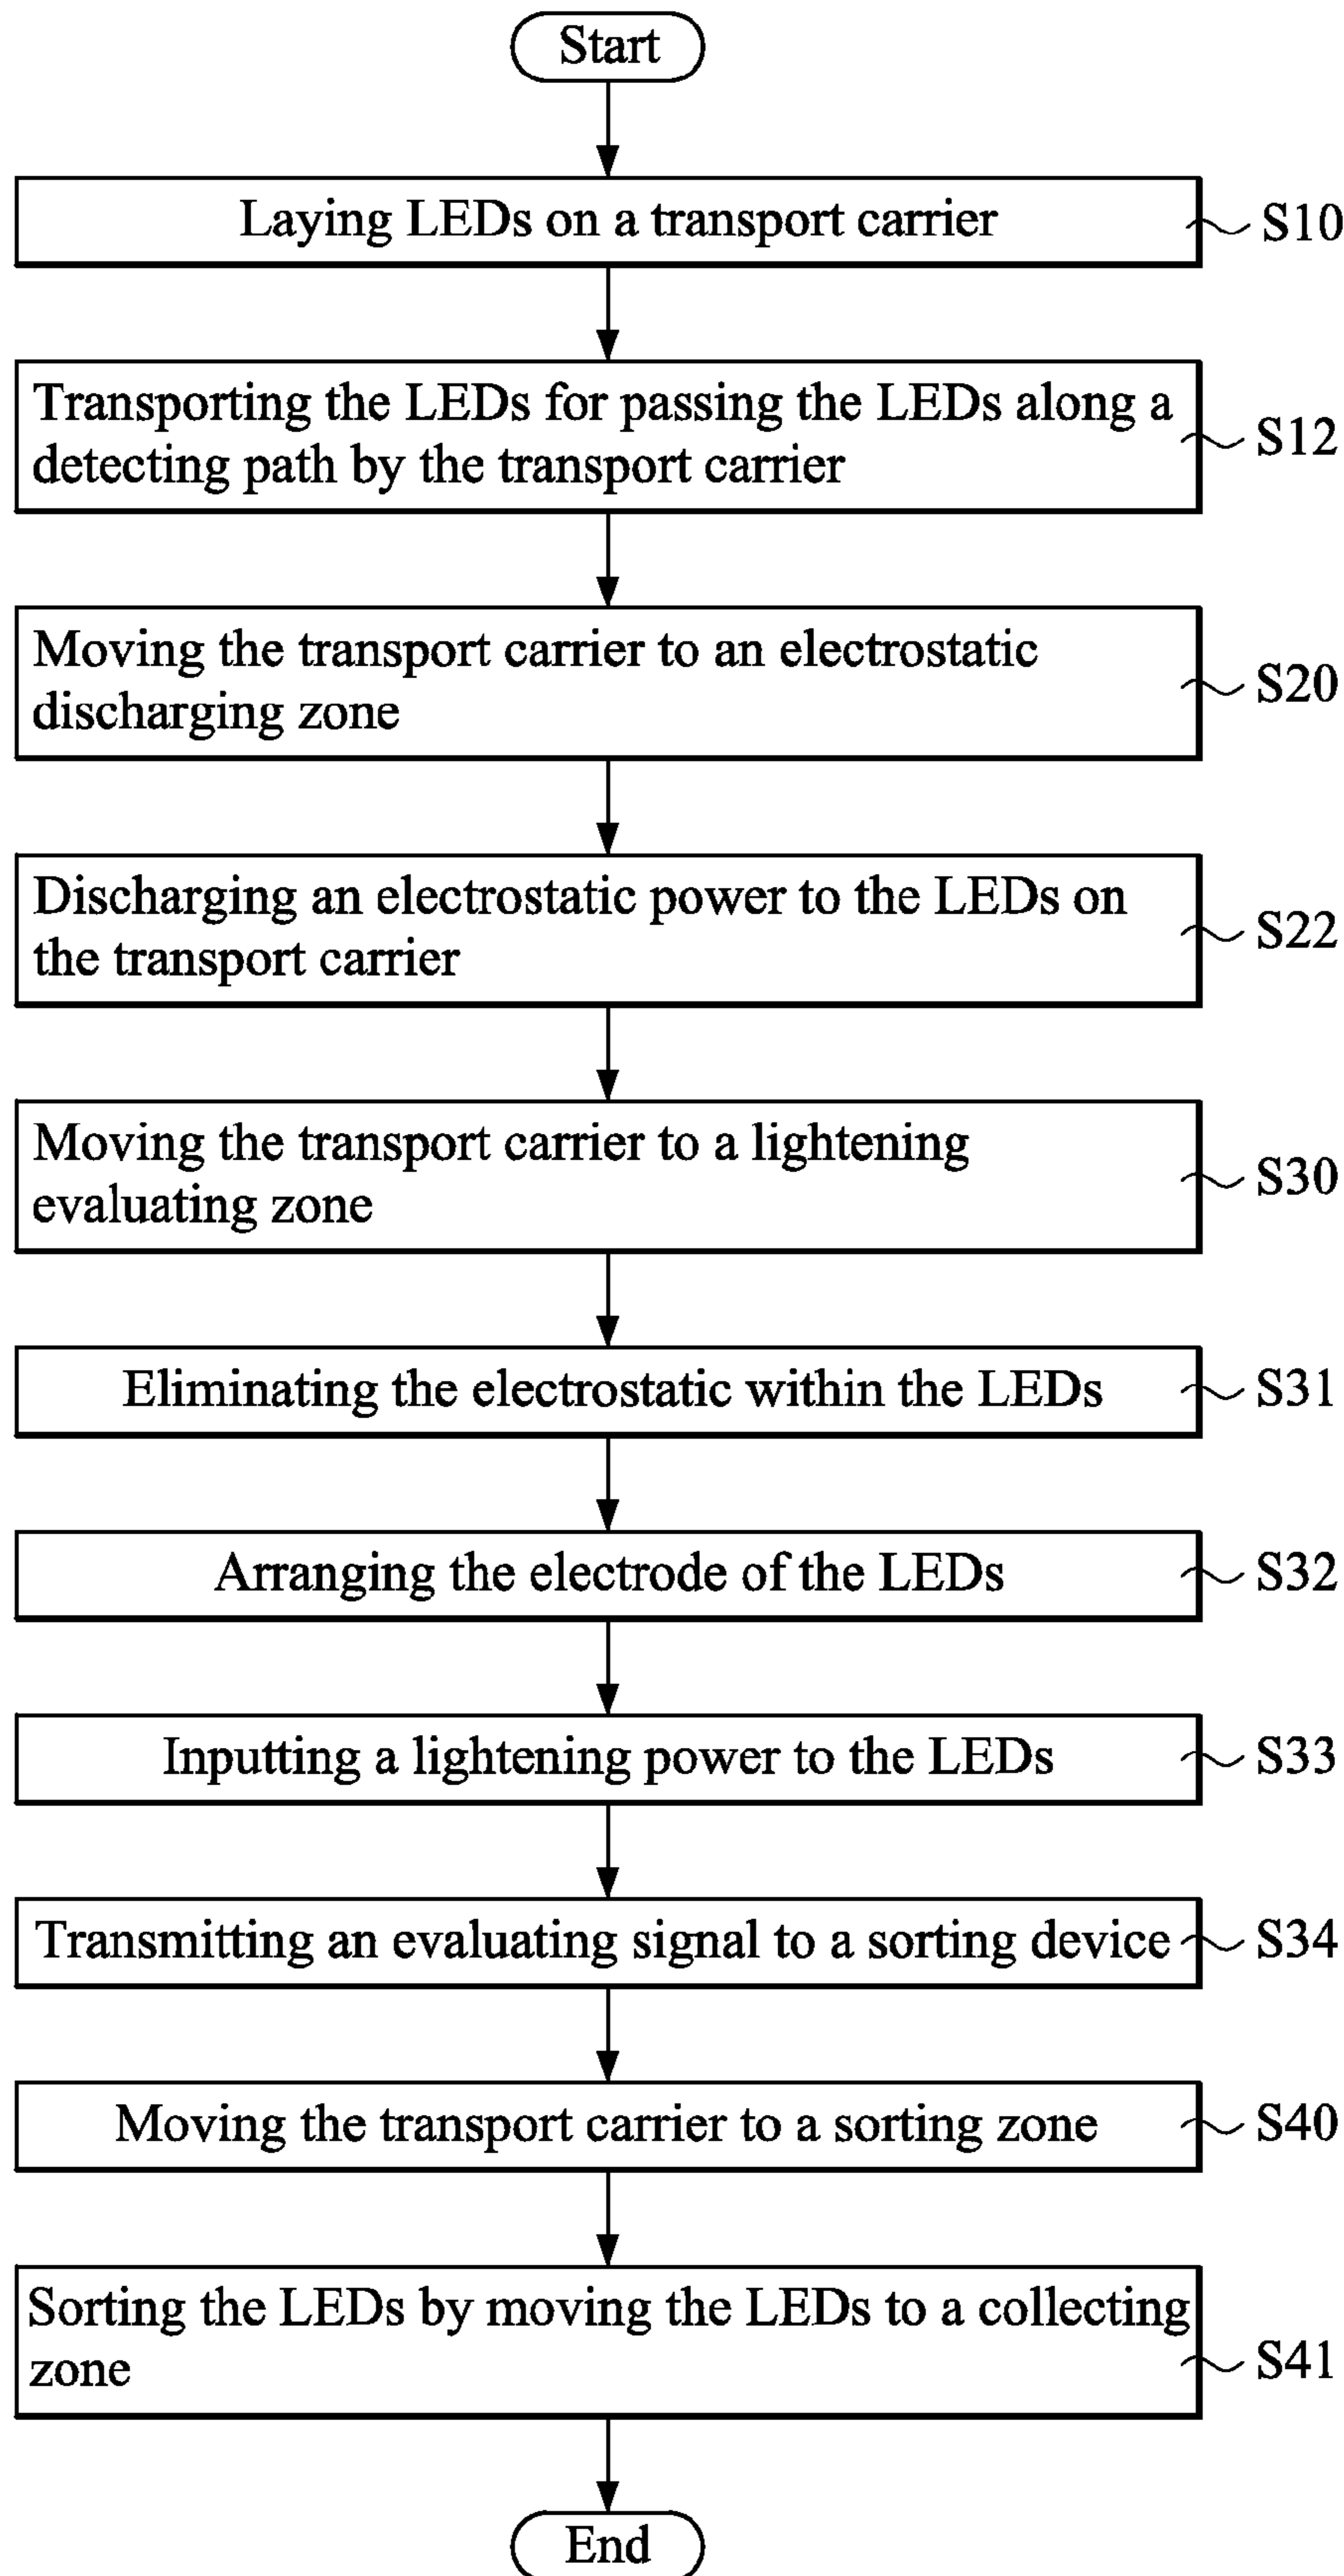 Start
Laying LEDs on a transport carrier
S10
Transporting the LEDs for passing the LEDs along a
detecting path by the transport carrier
S12
Moving the transport carrier to an electrostatic
discharging zone
S20
Discharging an electrostatic power to the LEDs on
the transport carrier
S22
Moving the transport carrier to a lightening
evaluating zone
S30
Eliminating the electrostatic within the LEDs
S31
Arranging the electrode of the LEDs
S32
Inputting a lightening power to the LEDs
S33
Transmitting an evaluating signal to a sorting device
S34
Moving the transport carrier to a sorting zone
S40
Sorting the LEDs by moving the LEDs to a collecting
zone
S41
End